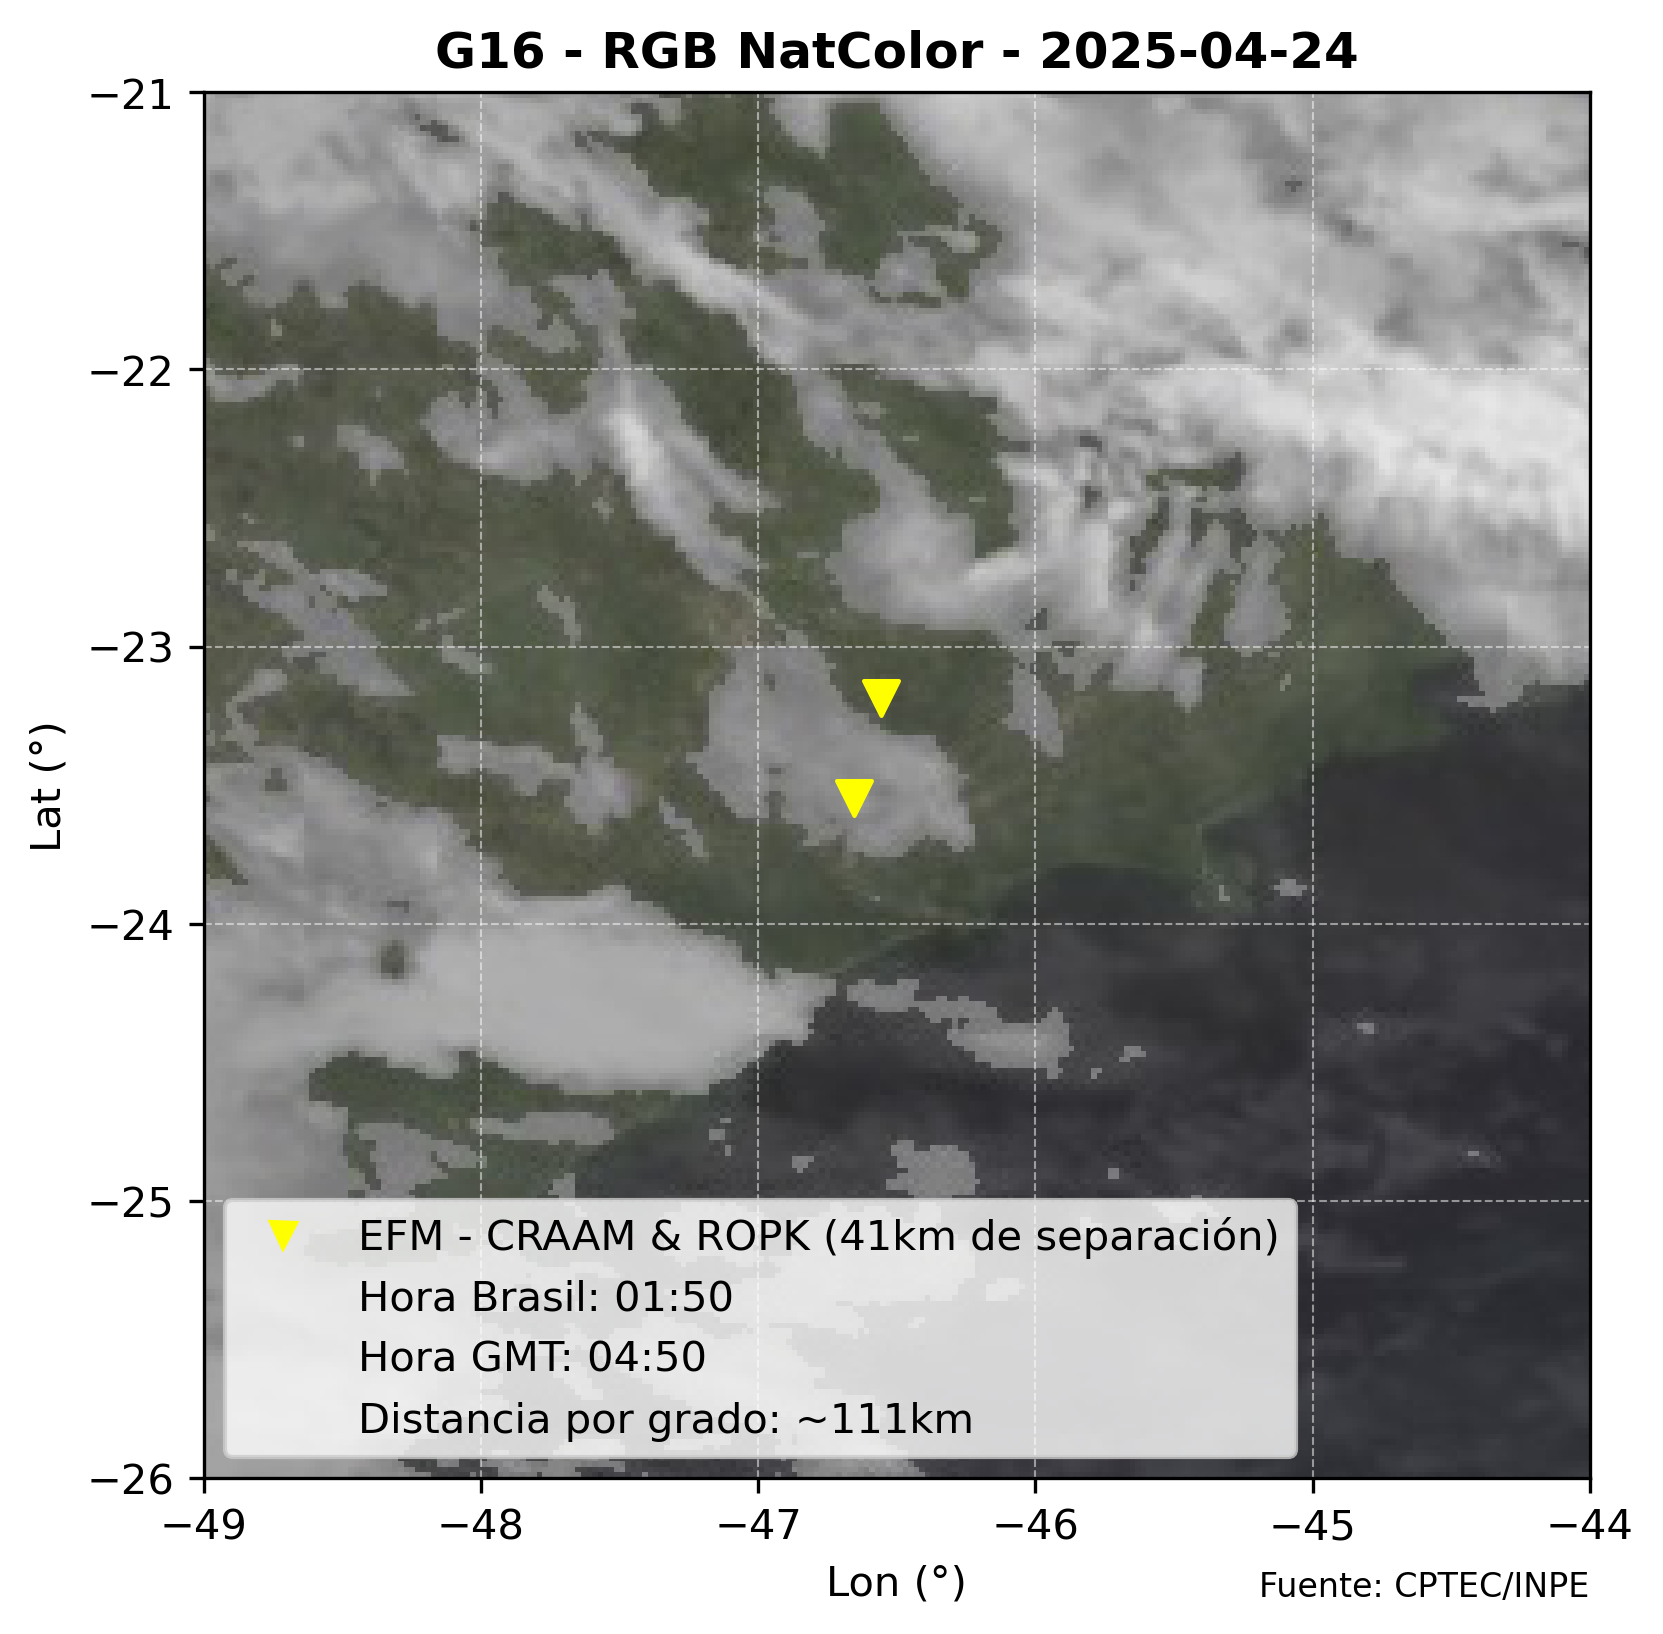 G16 - RGB NatColor - 2025-04-24
−21
−22
−23
−24
−25
−26
Lat (°)
EFM - CRAAM & ROPK (41km de separación)
Hora Brasil: 01:50
Hora GMT: 04:50
Distancia por grado: ~111km
−49 −48 −47 −46 −45 −44
Lon (°)
Fuente: CPTEC/INPE